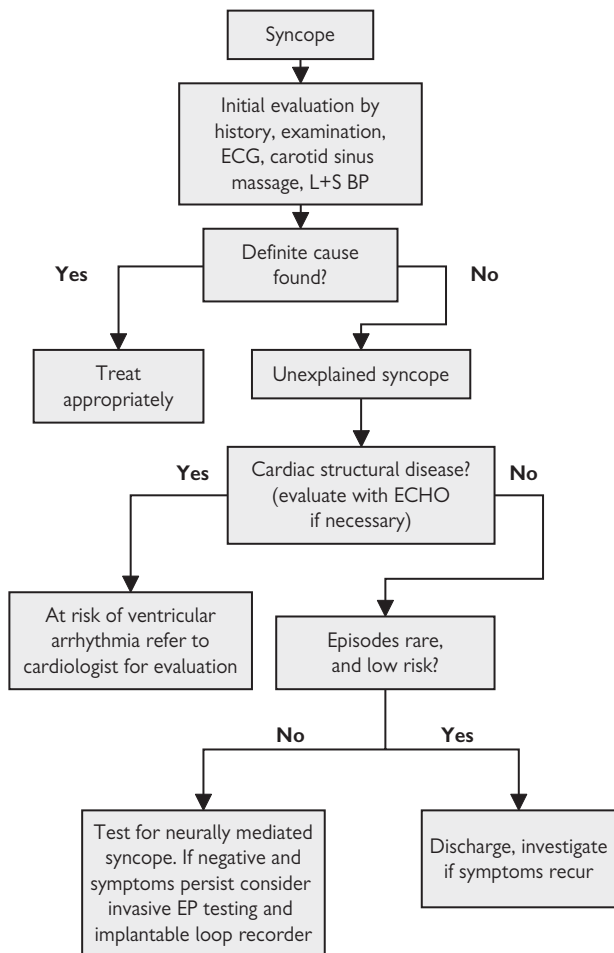 Syncope
Initial evaluation by
history, examination,
ECG, carotid sinus
massage, L+S BP
Definite cause
found?
Yes
No
Treat
appropriately
Unexplained syncope
Cardiac structural disease?
(evaluate with ECHO
if necessary)
Yes
No
At risk of ventricular
arrhythmia refer to
cardiologist for evaluation
Episodes rare,
and low risk?
No
Yes
Test for neurally mediated
syncope. If negative and
symptoms persist consider
invasive EP testing and
implantable loop recorder
Discharge, investigate
if symptoms recur